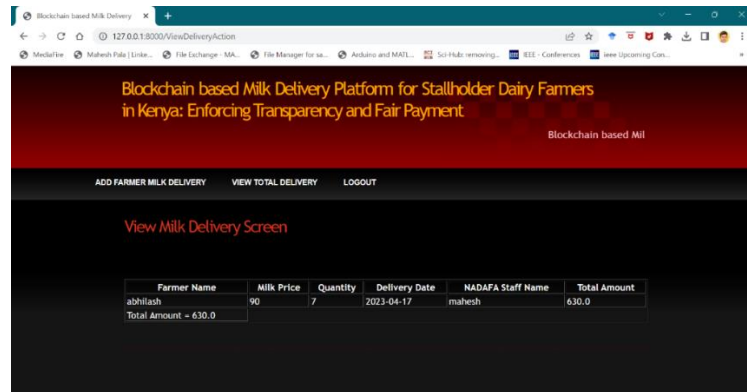 Blockchain based Milk Delivery
127.0.0.1:8000/ViewDeliveryAction
MediaFire Mahesh Pala | Linke... File Exchange - MA... File Manager for sa... Arduino and MATL... Sci-Hub: removing... IEEE - Conferences ieee Upcoming Con...
Blockchain based Milk Delivery Platform for Stallholder Dairy Farmers
in Kenya: Enforcing Transparency and Fair Payment
Blockchain based Mil
ADD FARMER MILK DELIVERY VIEW TOTAL DELIVERY LOGOUT
View Milk Delivery Screen
Farmer Name Milk Price Quantity Delivery Date NADAFA Staff Name Total Amount
abhilash 90 7 2023-04-17 mahesh 630.0
Total Amount = 630.0